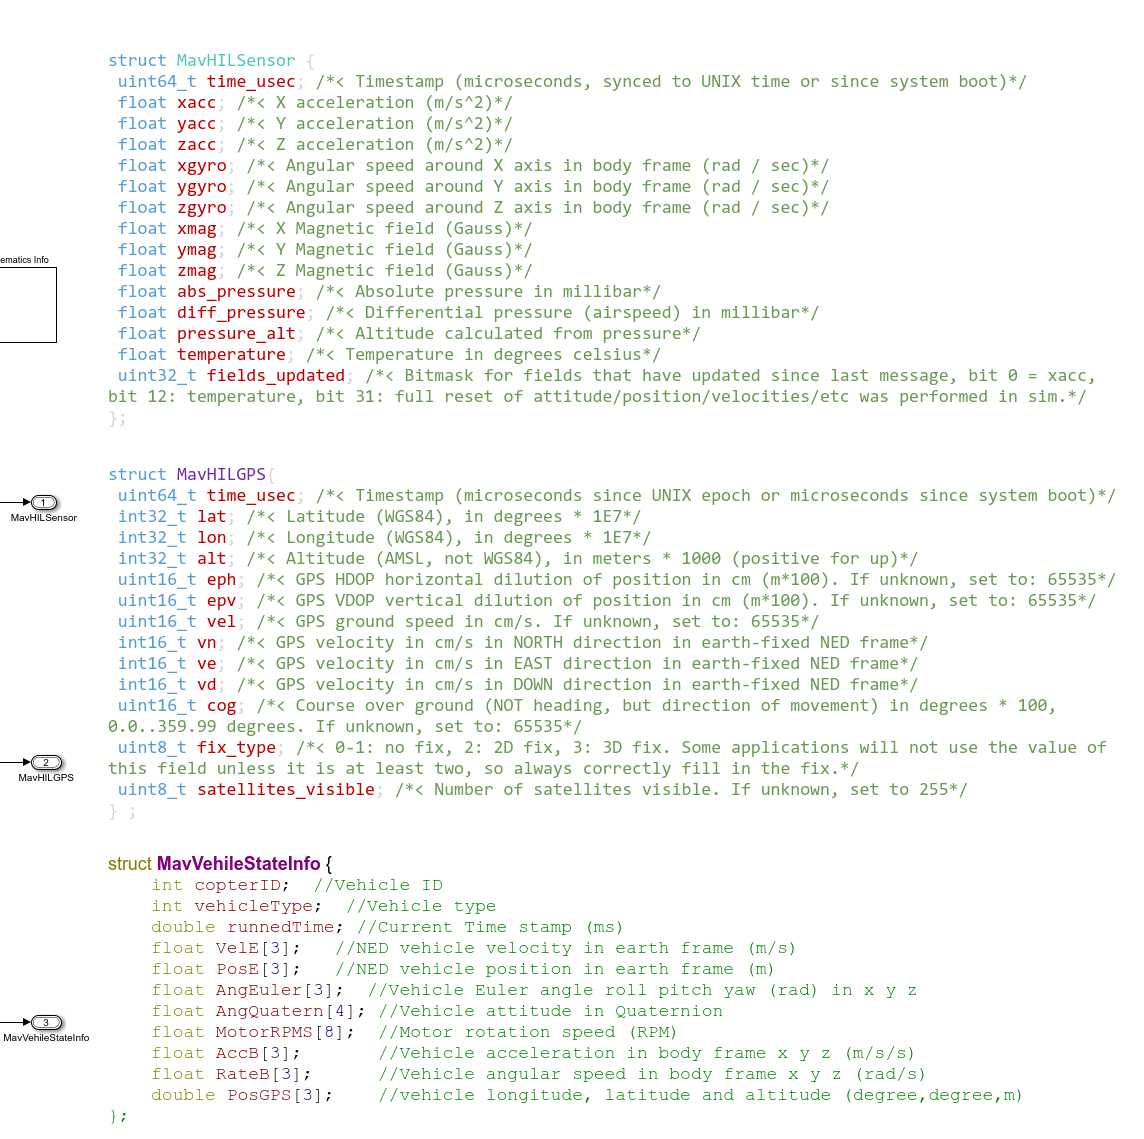 struct MavHILSensor {
uint64_t time_usec; /*< Timestamp (microseconds, synced to UNIX time or since system boot)*/
float xacc; /*< X acceleration (m/s^2)*/
float yacc; /*< Y acceleration (m/s^2)*/
float zacc; /*< Z acceleration (m/s^2)*/
float xgyro; /*< Angular speed around X axis in body frame (rad / sec)*/
float ygyro; /*< Angular speed around Y axis in body frame (rad / sec)*/
float zgyro; /*< Angular speed around Z axis in body frame (rad / sec)*/
float xmag; /*< X Magnetic field (Gauss)*/
float ymag; /*< Y Magnetic field (Gauss)*/
ematics Info
float zmag; /*< Z Magnetic field (Gauss)*/
float abs_pressure; /*< Absolute pressure in millibar*/
float diff_pressure; /*< Differential pressure (airspeed) in millibar*/
float pressure_alt; /*< Altitude calculated from pressure*/
float temperature; /*< Temperature in degrees celsius*/
uint32_t fields_updated; /*< Bitmask for fields that have updated since last message, bit 0 = xacc,
bit 12: temperature, bit 31: full reset of attitude/position/velocities/etc was performed in sim.*/
};
struct MavHILGPS{
uint64_t time_usec; /*< Timestamp (microseconds since UNIX epoch or microseconds since system boot)*/
1
MavHILSensor
int32_t lat; /*< Latitude (WGS84), in degrees * 1E7*/
int32_t lon; /*< Longitude (WGS84), in degrees * 1E7*/
int32_t alt; /*< Altitude (AMSL, not WGS84), in meters * 1000 (positive for up)*/
uint16_t eph; /*< GPS HDOP horizontal dilution of position in cm (m*100). If unknown, set to: 65535*/
uint16_t epv; /*< GPS VDOP vertical dilution of position in cm (m*100). If unknown, set to: 65535*/
uint16_t vel; /*< GPS ground speed in cm/s. If unknown, set to: 65535*/
int16_t vn; /*< GPS velocity in cm/s in NORTH direction in earth-fixed NED frame*/
int16_t ve; /*< GPS velocity in cm/s in EAST direction in earth-fixed NED frame*/
int16_t vd; /*< GPS velocity in cm/s in DOWN direction in earth-fixed NED frame*/
uint16_t cog; /*< Course over ground (NOT heading, but direction of movement) in degrees * 100,
0.0..359.99 degrees. If unknown, set to: 65535*/
uint8_t fix_type; /*< 0-1: no fix, 2: 2D fix, 3: 3D fix. Some applications will not use the value of
this field unless it is at least two, so always correctly fill in the fix.*/
2
MavHILGPS
uint8_t satellites_visible; /*< Number of satellites visible. If unknown, set to 255*/
} ;
struct MavVehileStateInfo {
int copterID; //Vehicle ID
int vehicleType; //Vehicle type
double runnedTime; //Current Time stamp (ms)
float VelE[3]; //NED vehicle velocity in earth frame (m/s)
float PosE[3]; //NED vehicle position in earth frame (m)
float AngEuler[3]; //Vehicle Euler angle roll pitch yaw (rad) in x y z
float AngQuatern[4]; //Vehicle attitude in Quaternion
3
MavVehileStateInfo
float MotorRPMS[8]; //Motor rotation speed (RPM)
float AccB[3]; //Vehicle acceleration in body frame x y z (m/s/s)
float RateB[3]; //Vehicle angular speed in body frame x y z (rad/s)
double PosGPS[3]; //vehicle longitude, latitude and altitude (degree,degree,m)
};